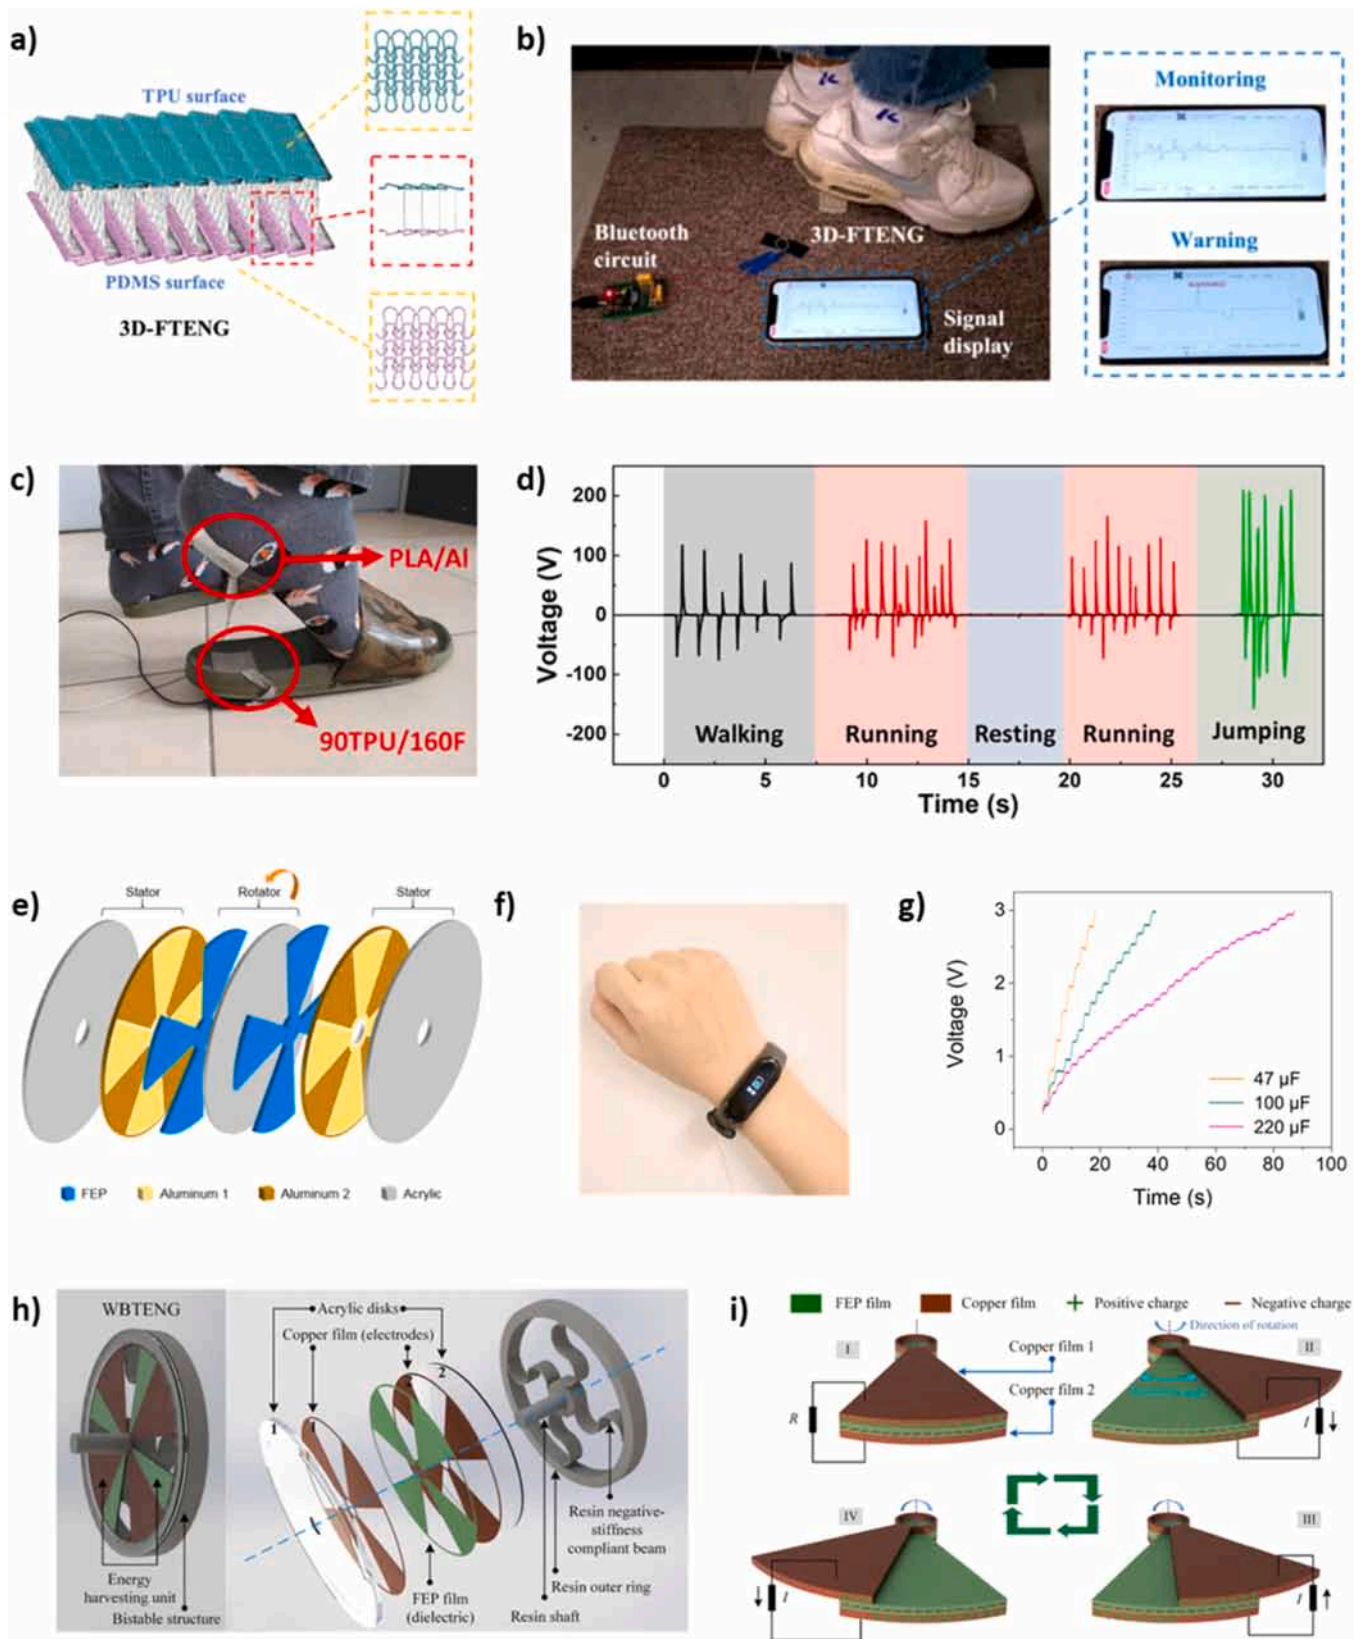 a)
TPU surface
PDMS surface
3D-FTENG
b)
Bluetooth
circuit
3D-FTENG
Signal
display
Monitoring
Warning
c)
PLA/Al
90TPU/160F
d)
Voltage (V)
200
100
0
-100
-200
Walking
Running
Resting
Running
Jumping
0 5 10 15 20 25 30
Time (s)
e)
Stator
Rotator
Stator
FEP
Aluminum 1
Aluminum 2
Acrylic
f)
g)
Voltage (V)
3
2
1
0
47 µF
100 µF
220 µF
0 20 40 60 80 100
Time (s)
h)
WBTENG
Energy
harvesting unit
Bistable structure
Acrylic disks
Copper film (electrodes)
1
1
2
FEP film
(dielectric)
Resin negative-
stiffness
compliant beam
Resin outer ring
Resin shaft
i)
FEP film
Copper film
Positive charge
Negative charge
Direction of rotation
I
II
Copper film 1
Copper film 2
R
I
IV
III
I
I